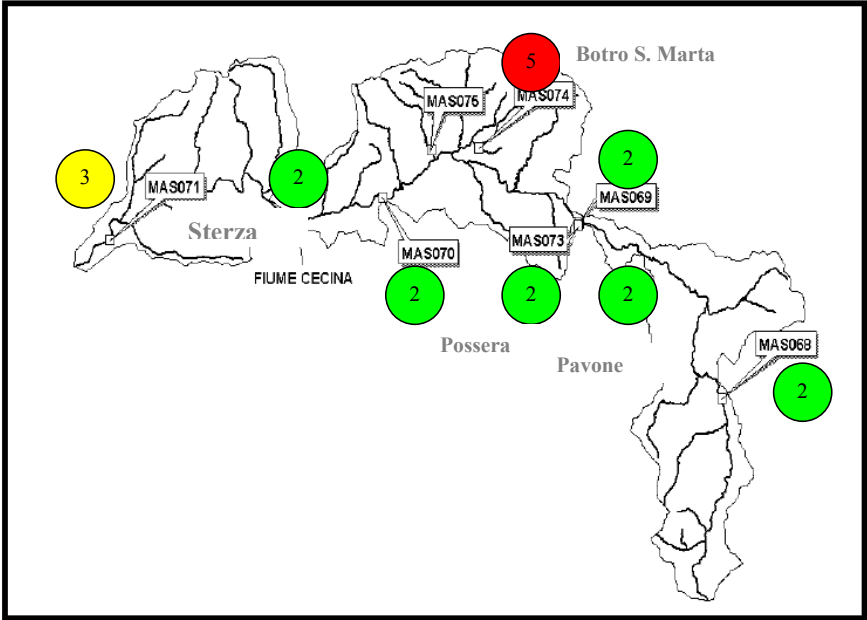 5
Botro S. Marta
MAS075
MAS074
3
MAS071
2
2
MAS069
Sterza
MAS073
MAS070
FIUME CECINA
2
2
2
Possera
MAS068
Pavone
2